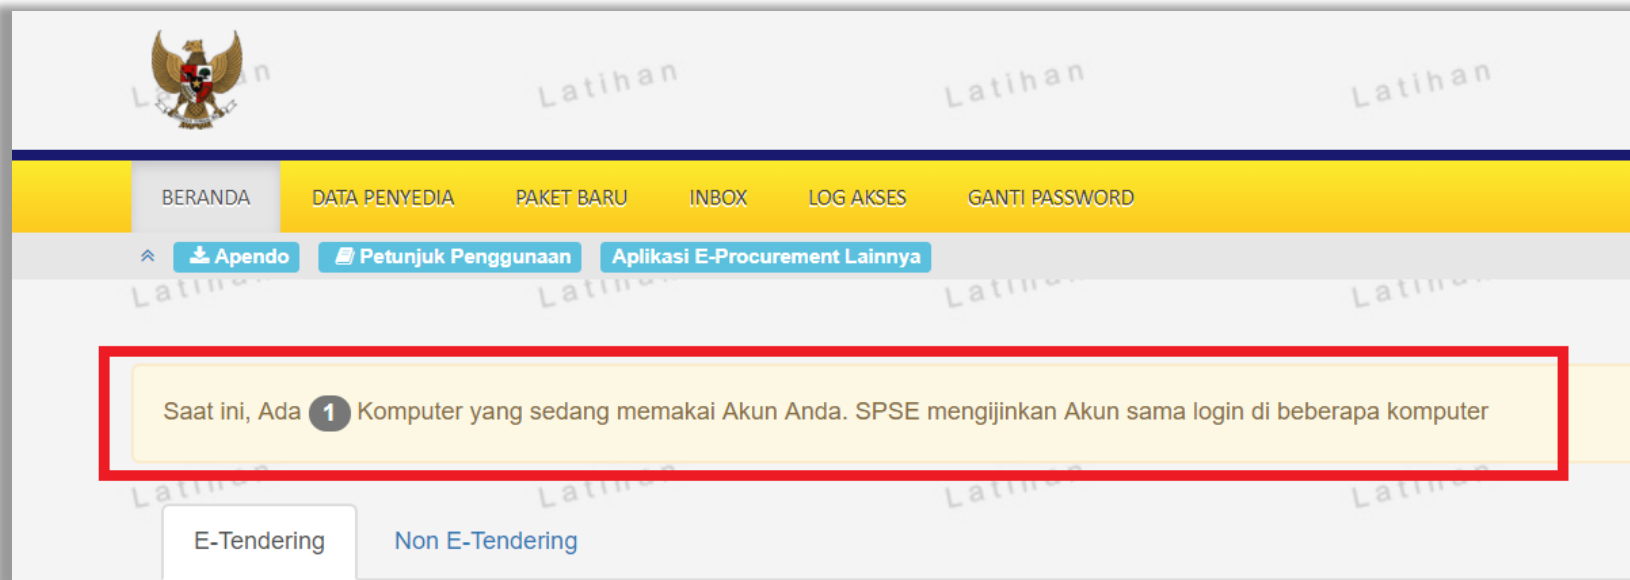 Latihan Latihan Latihan
BERANDA DATA PENYEDIA PAKET BARU INBOX LOG AKSES GANTI PASSWORD
Apendo Petunjuk Penggunaan Aplikasi E-Procurement Lainnya
Saat ini, Ada 1 Komputer yang sedang memakai Akun Anda. SPSE mengijinkan Akun sama login di beberapa komputer
E-Tendering Non E-Tendering